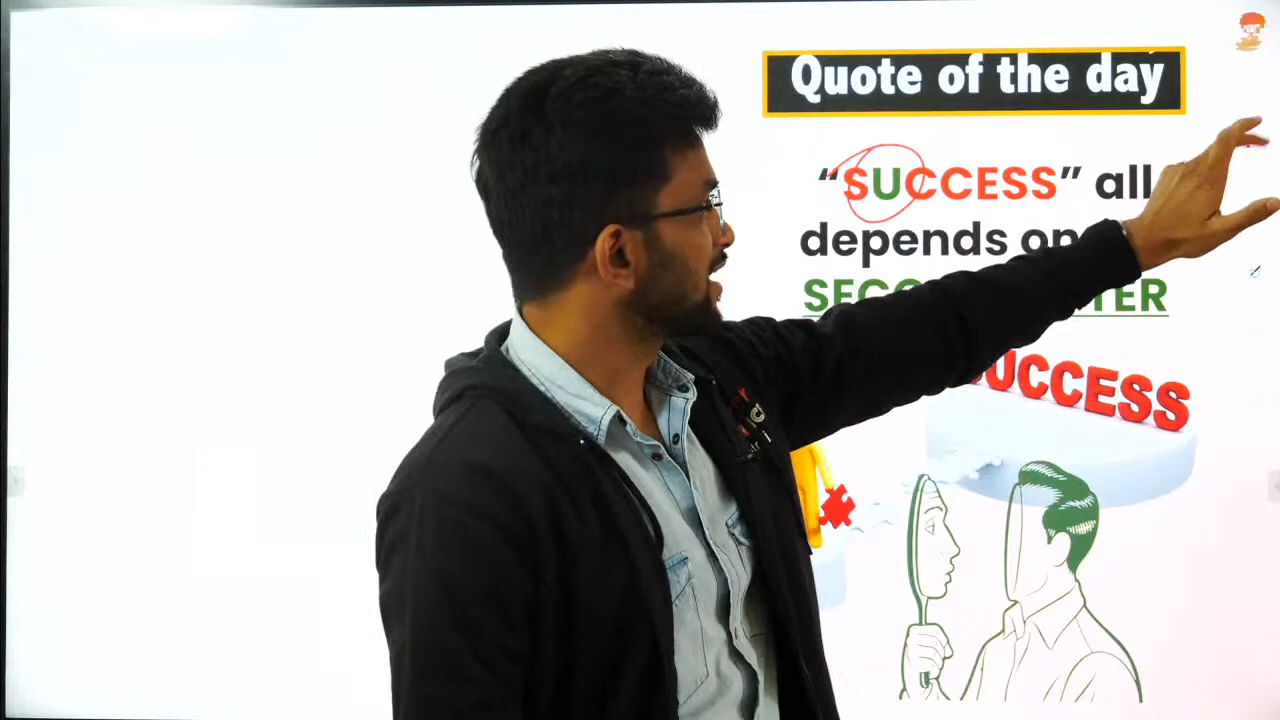 Quote of the day
“SUCCESS” all
depends on
SUCCESS